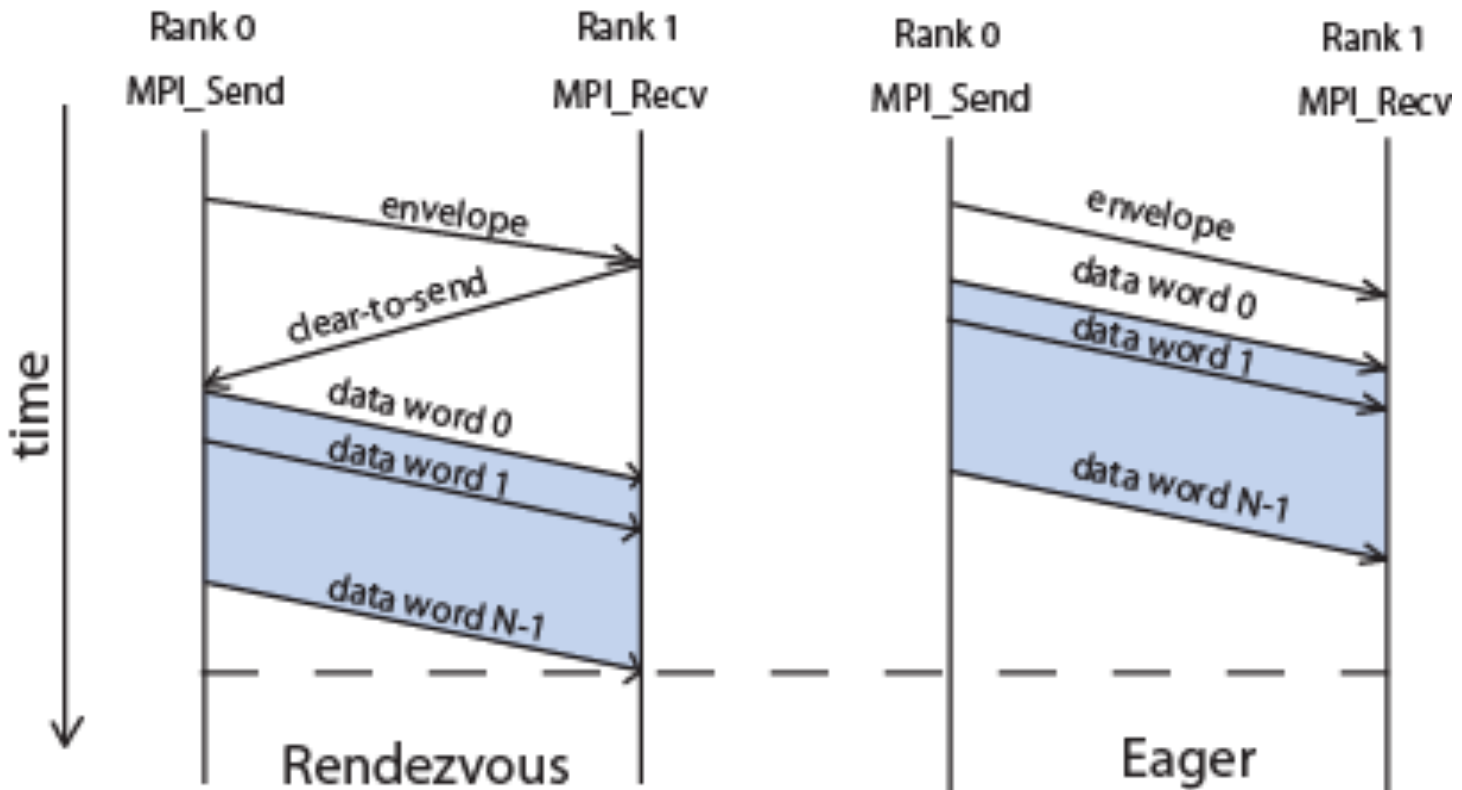 Rank 0
MPI_Send
Rank 1
MPI_Recv
envelope
clear-to-send
data word 0
data word 1
data word N-1
Rendezvous
time
Rank 0
MPI_Send
Rank 1
MPI_Recv
envelope
data word 0
data word 1
data word N-1
Eager